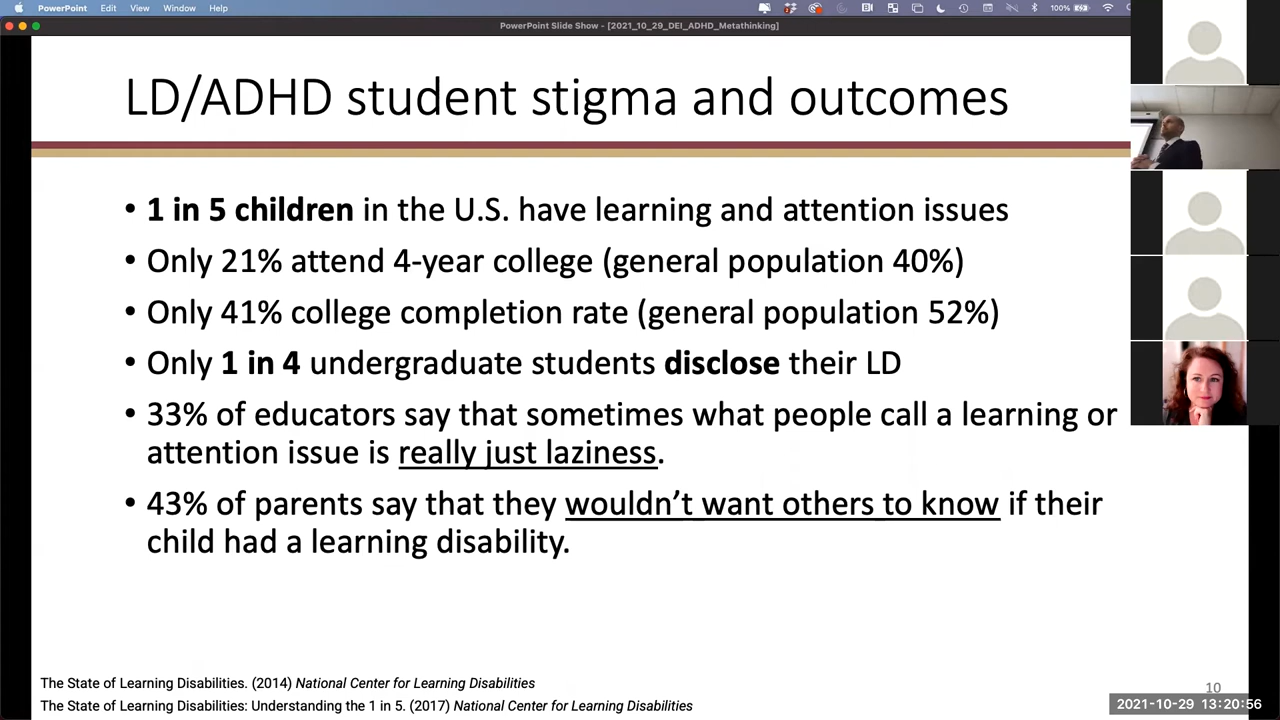 PowerPoint Edit View Window Help
100%
PowerPoint Slide Show - [2021_10_29_DEI_ADHD_Metathinking]
LD/ADHD student stigma and outcomes
• 1 in 5 children in the U.S. have learning and attention issues
• Only 21% attend 4-year college (general population 40%)
• Only 41% college completion rate (general population 52%)
• Only 1 in 4 undergraduate students disclose their LD
• 33% of educators say that sometimes what people call a learning or
attention issue is really just laziness.
• 43% of parents say that they wouldn’t want others to know if their
child had a learning disability.
The State of Learning Disabilities. (2014) National Center for Learning Disabilities
The State of Learning Disabilities: Understanding the 1 in 5. (2017) National Center for Learning Disabilities
10
2021-10-29 13:20:56